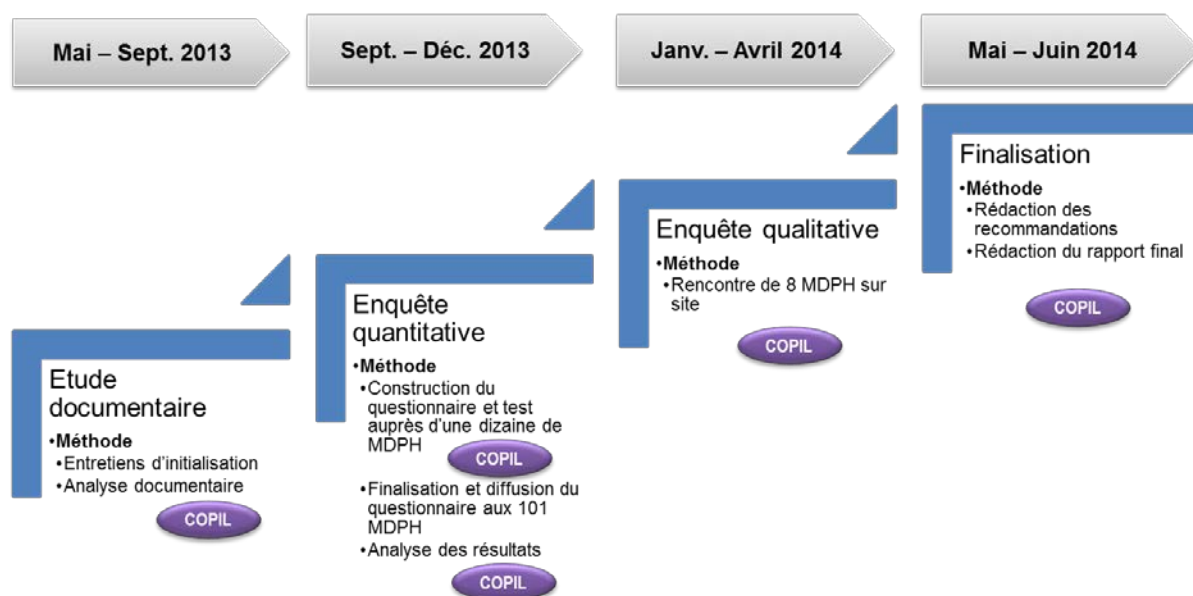 Mai – Sept. 2013
Sept. – Déc. 2013
Janv. – Avril 2014
Mai – Juin 2014
Etude
documentaire
•Méthode
•Entretiens d'initialisation
•Analyse documentaire
COPIL
Enquête
quantitative
•Méthode
•Construction du
questionnaire et test
auprès d'une dizaine de
MDPH
COPIL
•Finalisation et diffusion du
questionnaire aux 101
MDPH
•Analyse des résultats
COPIL
Enquête qualitative
•Méthode
•Rencontre de 8 MDPH sur
site
COPIL
Finalisation
•Méthode
•Rédaction des
recommandations
•Rédaction du rapport final
COPIL